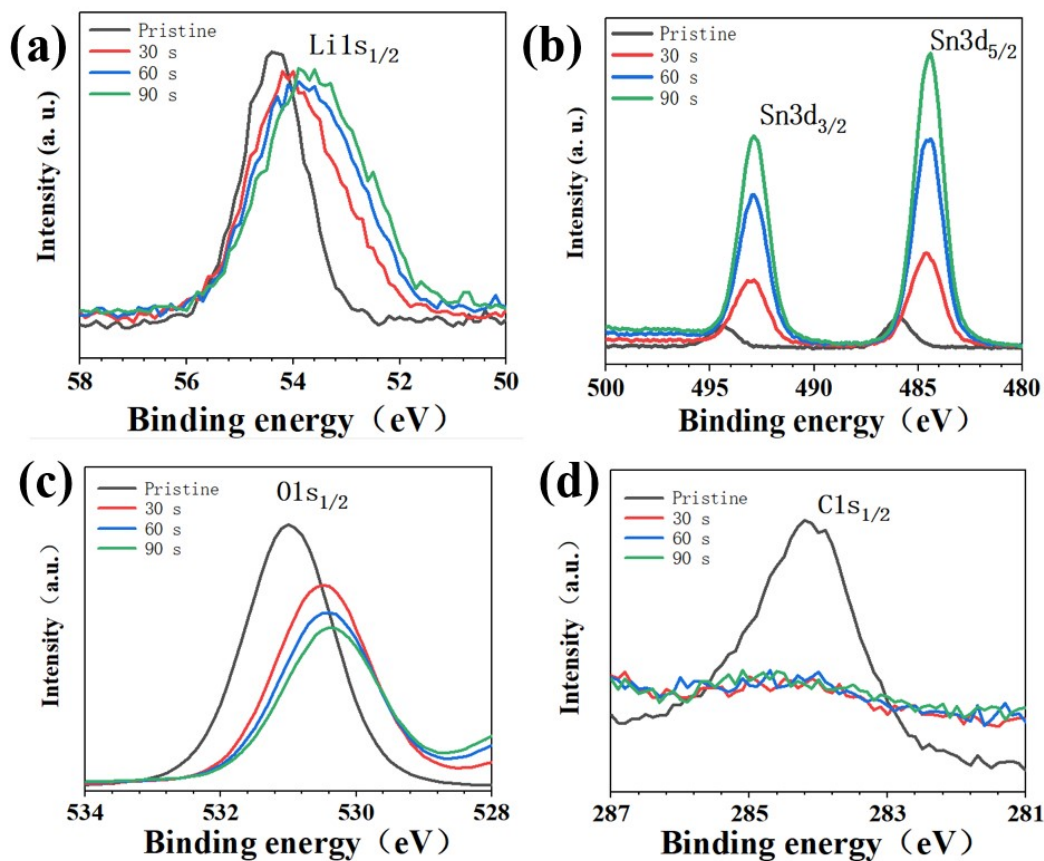 (a)
Pristine
30 s
60 s
90 s
Li1s1/2
Intensity (a. u.)
58 56 54 52 50
Binding energy（eV）
(b)
Pristine
30 s
60 s
90 s
Sn3d5/2
Sn3d3/2
Intensity (a. u.)
500 495 490 485 480
Binding energy（eV）
(c)
Pristine
30 s
60 s
90 s
O1s1/2
Intensity（a.u.）
534 532 530 528
Binding energy（eV）
(d)
Pristine
30 s
60 s
90 s
C1s1/2
Intensity（a.u.）
287 285 283 281
Binding energy（eV）